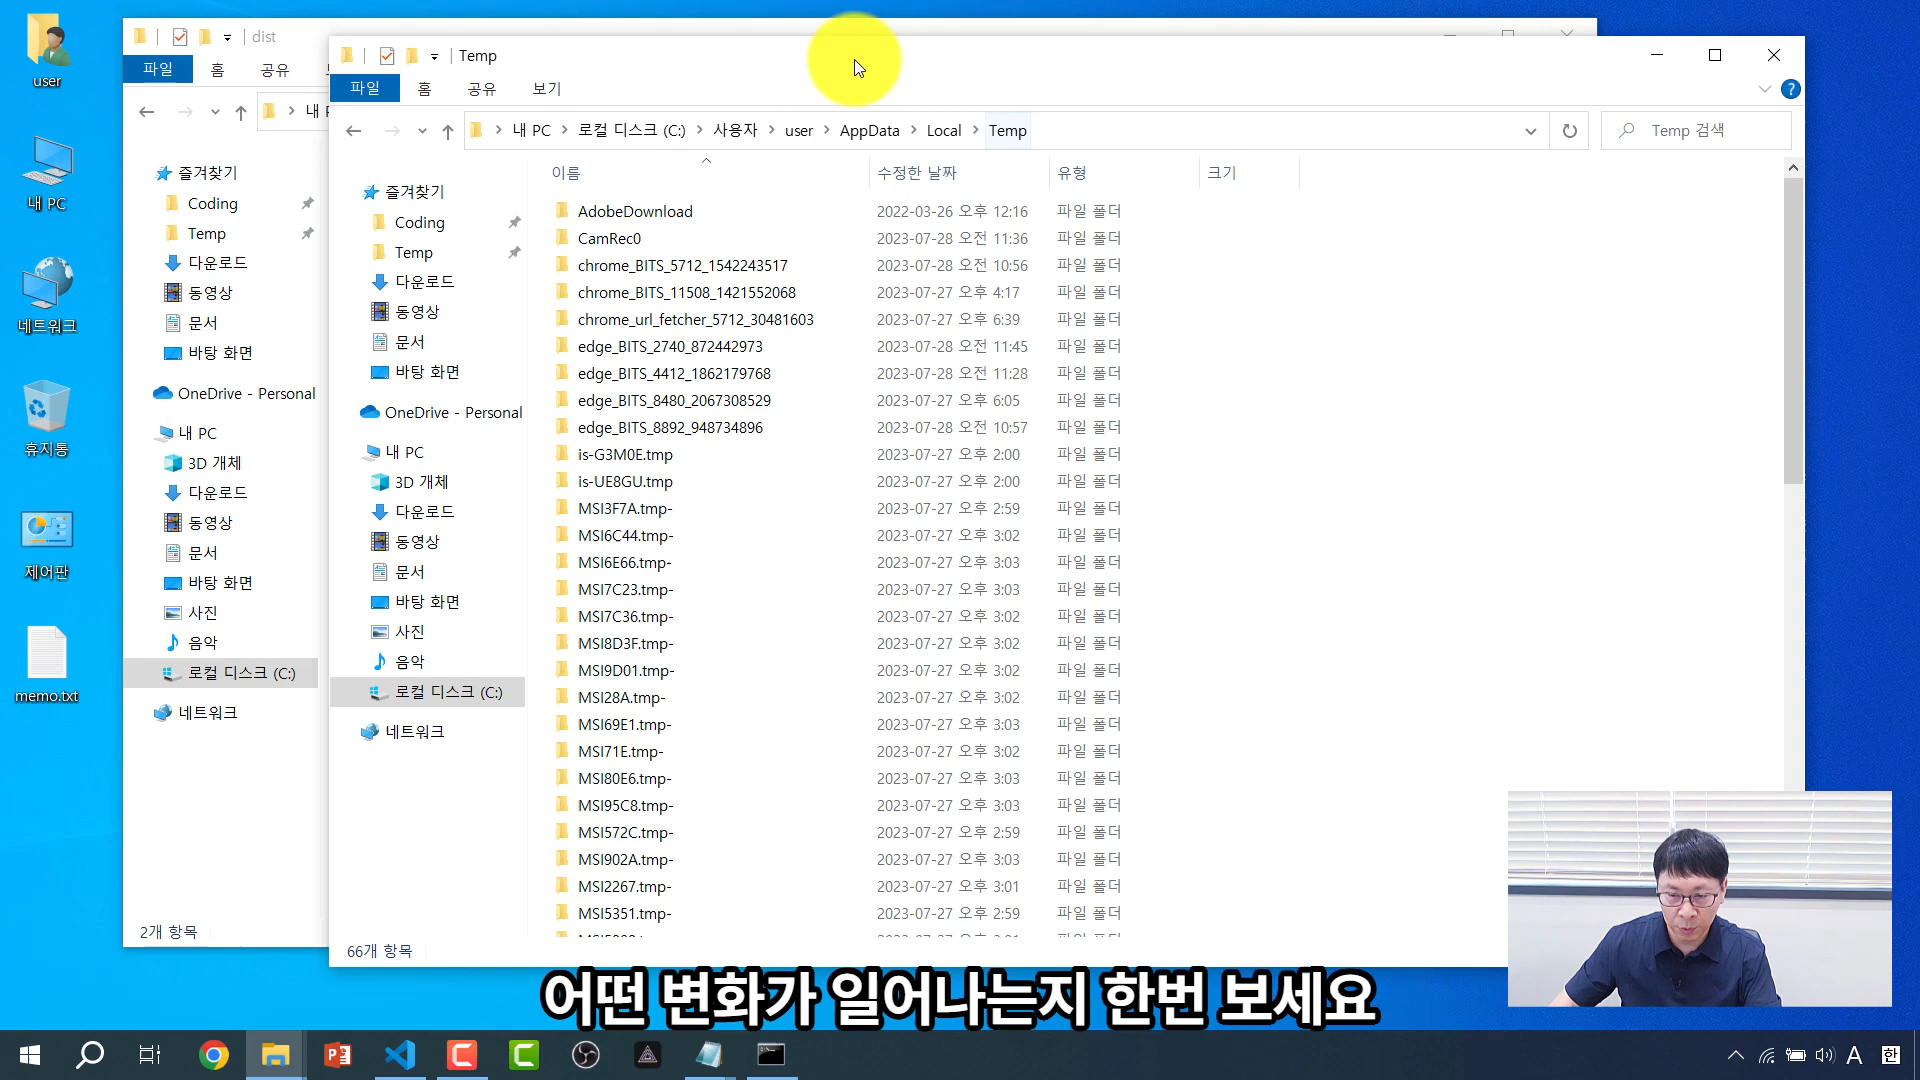 user
내 PC
네트워크
휴지통
제어판
memo.txt
dist
파일
홈
공유
내
즐겨찾기
Coding
Temp
다운로드
동영상
문서
바탕 화면
OneDrive - Personal
내 PC
3D 개체
다운로드
동영상
문서
바탕 화면
사진
음악
로컬 디스크 (C:)
네트워크
2개 항목
Temp
파일
홈
공유
보기
내 PC 로컬 디스크 (C:) 사용자 user AppData Local Temp
Temp 검색
즐겨찾기
Coding
Temp
다운로드
동영상
문서
바탕 화면
OneDrive - Personal
내 PC
3D 개체
다운로드
동영상
문서
바탕 화면
사진
음악
로컬 디스크 (C:)
네트워크
이름 수정한 날짜 유형 크기
AdobeDownload 2022-03-26 오후 12:16 파일 폴더
CamRec0 2023-07-28 오전 11:36 파일 폴더
chrome_BITS_5712_1542243517 2023-07-28 오전 10:56 파일 폴더
chrome_BITS_11508_1421552068 2023-07-27 오후 4:17 파일 폴더
chrome_url_fetcher_5712_30481603 2023-07-27 오후 6:39 파일 폴더
edge_BITS_2740_872442973 2023-07-28 오전 11:45 파일 폴더
edge_BITS_4412_1862179768 2023-07-28 오전 11:28 파일 폴더
edge_BITS_8480_2067308529 2023-07-27 오후 6:05 파일 폴더
edge_BITS_8892_948734896 2023-07-28 오전 10:57 파일 폴더
is-G3M0E.tmp 2023-07-27 오후 2:00 파일 폴더
is-UE8GU.tmp 2023-07-27 오후 2:00 파일 폴더
MSI3F7A.tmp- 2023-07-27 오후 2:59 파일 폴더
MSI6C44.tmp- 2023-07-27 오후 3:02 파일 폴더
MSI6E66.tmp- 2023-07-27 오후 3:03 파일 폴더
MSI7C23.tmp- 2023-07-27 오후 3:03 파일 폴더
MSI7C36.tmp- 2023-07-27 오후 3:02 파일 폴더
MSI8D3F.tmp- 2023-07-27 오후 3:02 파일 폴더
MSI9D01.tmp- 2023-07-27 오후 3:02 파일 폴더
MSI28A.tmp- 2023-07-27 오후 3:02 파일 폴더
MSI69E1.tmp- 2023-07-27 오후 3:03 파일 폴더
MSI71E.tmp- 2023-07-27 오후 3:02 파일 폴더
MSI80E6.tmp- 2023-07-27 오후 3:03 파일 폴더
MSI95C8.tmp- 2023-07-27 오후 3:03 파일 폴더
MSI572C.tmp- 2023-07-27 오후 2:59 파일 폴더
MSI902A.tmp- 2023-07-27 오후 3:03 파일 폴더
MSI2267.tmp- 2023-07-27 오후 3:01 파일 폴더
MSI5351.tmp- 2023-07-27 오후 2:59 파일 폴더
66개 항목
어떤 변화가 일어나는지 한번 보세요
A 한